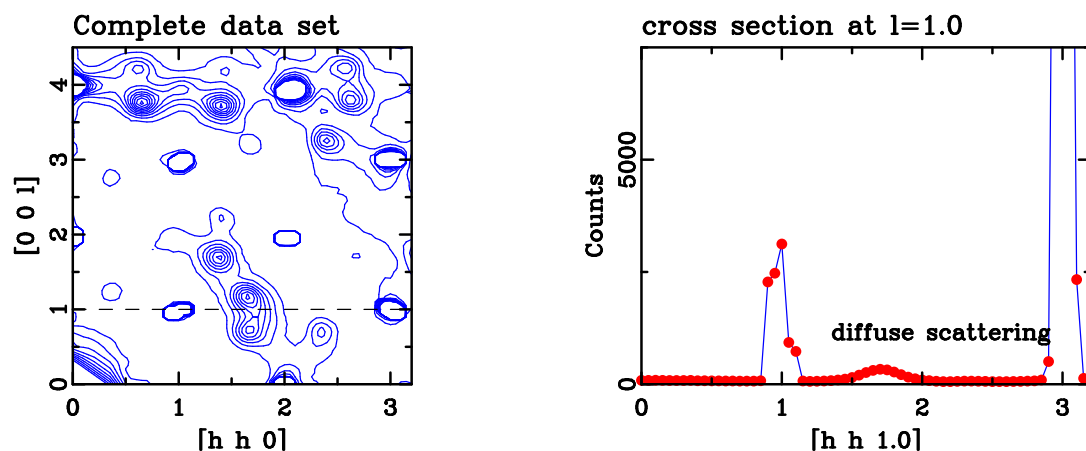 Complete data set
4
3
2
1
0
[0 0 l]
0 1 2 3
[h h 0]
cross section at l=1.0
5000
0
Counts
diffuse scattering
0 1 2 3
[h h 1.0]